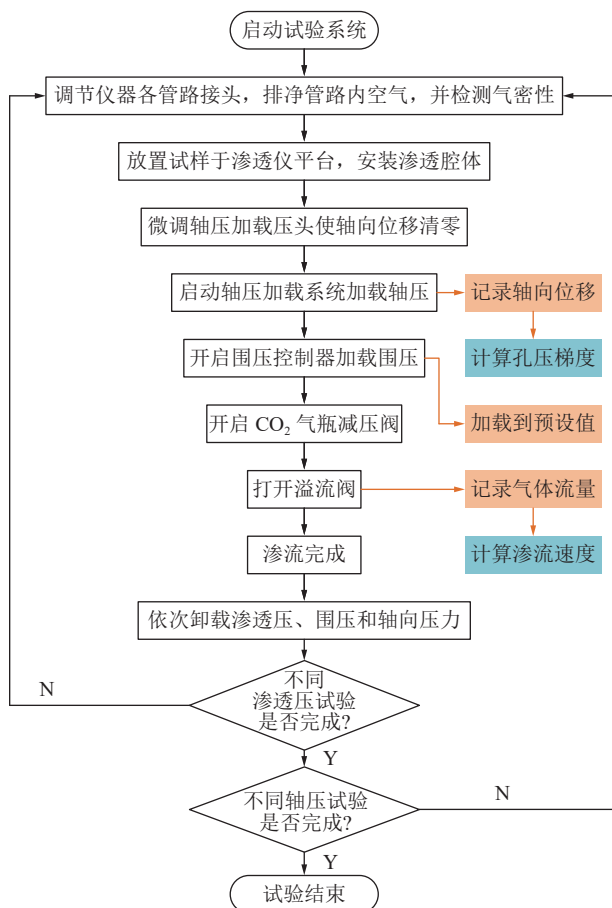 启动试验系统
调节仪器各管路接头，排净管路内空气，并检测气密性
放置试样于渗透仪平台，安装渗透腔体
微调轴压加载压头使轴向位移清零
启动轴压加载系统加载轴压
记录轴向位移
开启围压控制器加载围压
计算孔压梯度
开启 CO₂ 气瓶减压阀
加载到预设值
打开溢流阀
记录气体流量
渗流完成
计算渗流速度
依次卸载渗透压、围压和轴向压力
N
不同
渗透压试验
是否完成?
Y
不同轴压试验
是否完成?
N
Y
试验结束